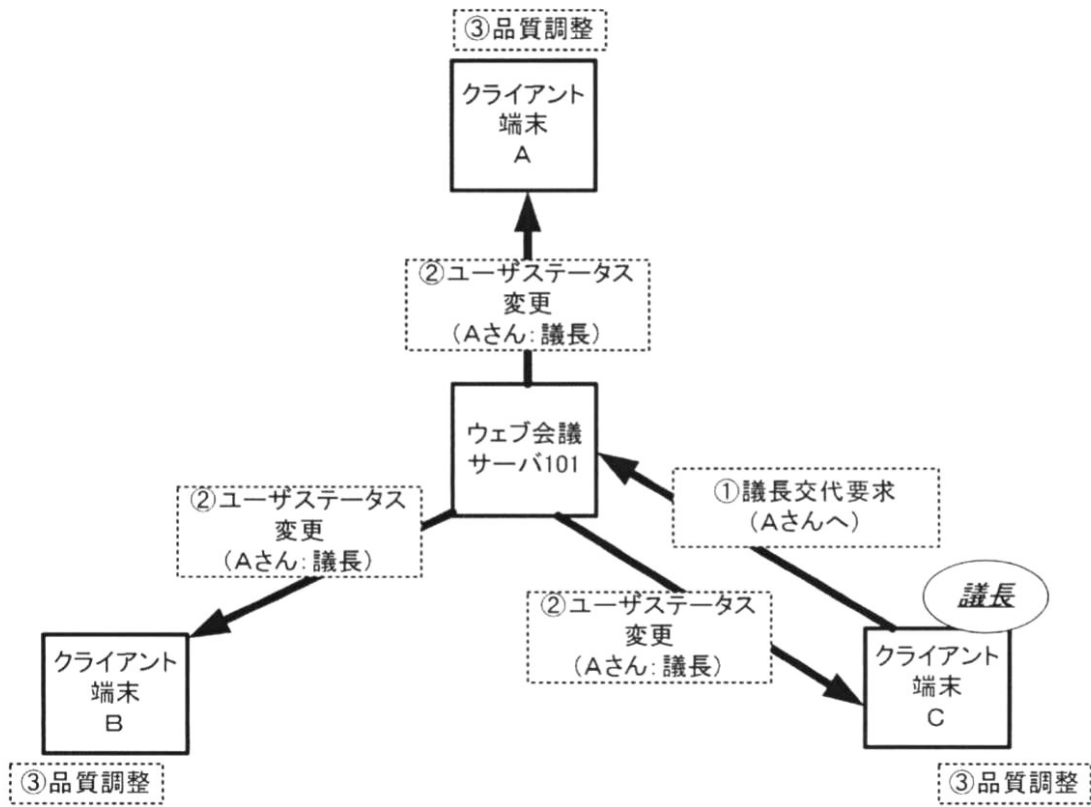 ③品質調整
クライアント
端末
A
②ユーザステータス
変更
(Aさん:議長)
ウェブ会議
サーバ101
①議長交代要求
(Aさんへ)
②ユーザステータス
変更
(Aさん:議長)
②ユーザステータス
変更
(Aさん:議長)
議長
クライアント
端末
B
クライアント
端末
C
③品質調整
③品質調整